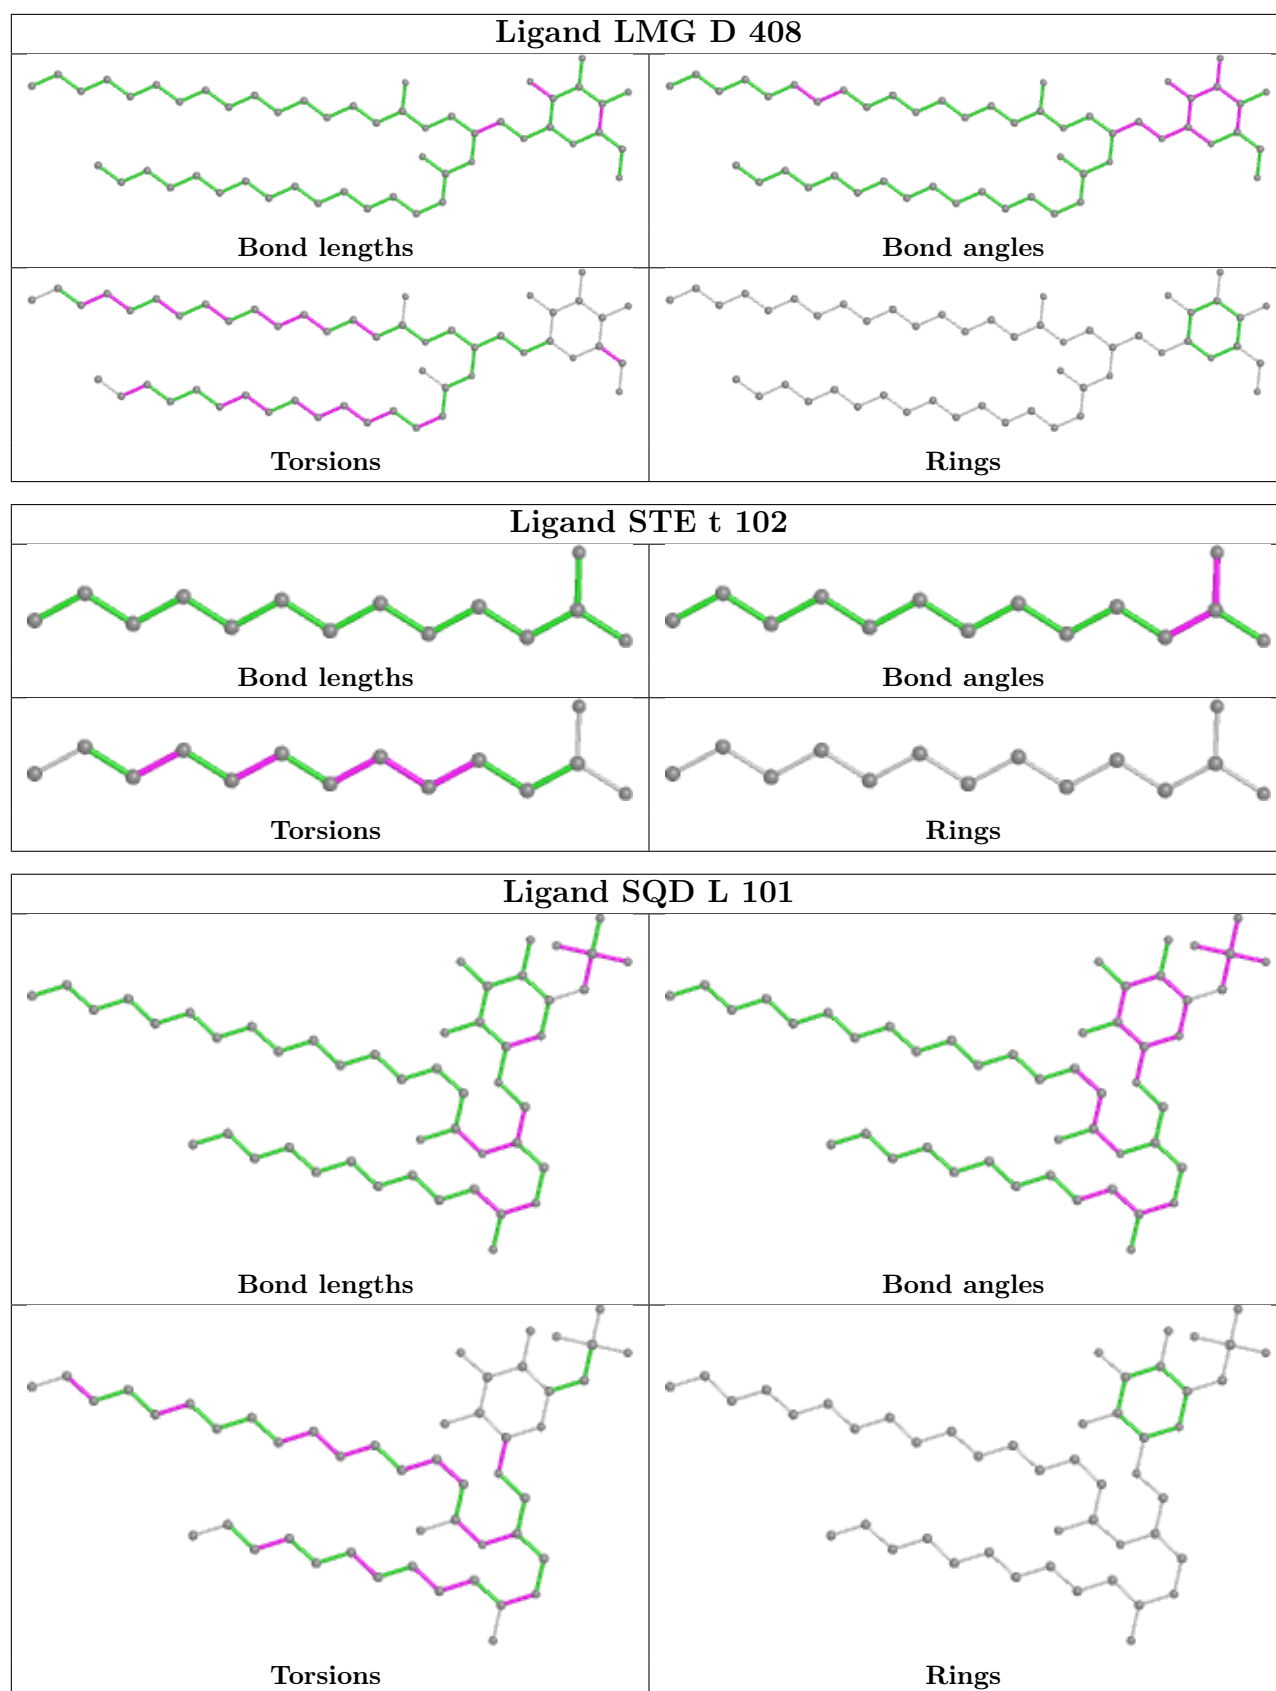 Ligand LMG D 408
Bond lengths
Bond angles
Torsions
Rings
Ligand STE t 102
Bond lengths
Bond angles
Torsions
Rings
Ligand SQD L 101
Bond lengths
Bond angles
Torsions
Rings